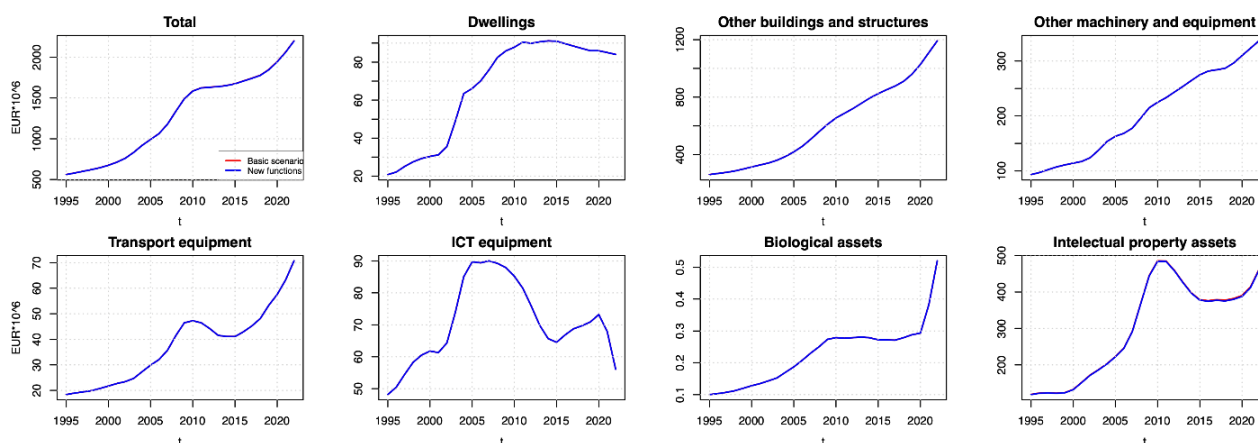 Total
EUR*10^6
2000
1500
1000
500
Basic scenario
New functions
1995 2000 2005 2010 2015 2020
t
Dwellings
80
60
40
20
1995 2000 2005 2010 2015 2020
t
Other buildings and structures
1200
800
400
1995 2000 2005 2010 2015 2020
t
Other machinery and equipment
300
200
100
1995 2000 2005 2010 2015 2020
t
Transport equipment
EUR*10^6
70
60
50
40
30
20
1995 2000 2005 2010 2015 2020
t
ICT equipment
90
80
70
60
50
1995 2000 2005 2010 2015 2020
t
Biological assets
0.5
0.4
0.3
0.2
0.1
1995 2000 2005 2010 2015 2020
t
Intelectual property assets
500
400
300
200
1995 2000 2005 2010 2015 2020
t